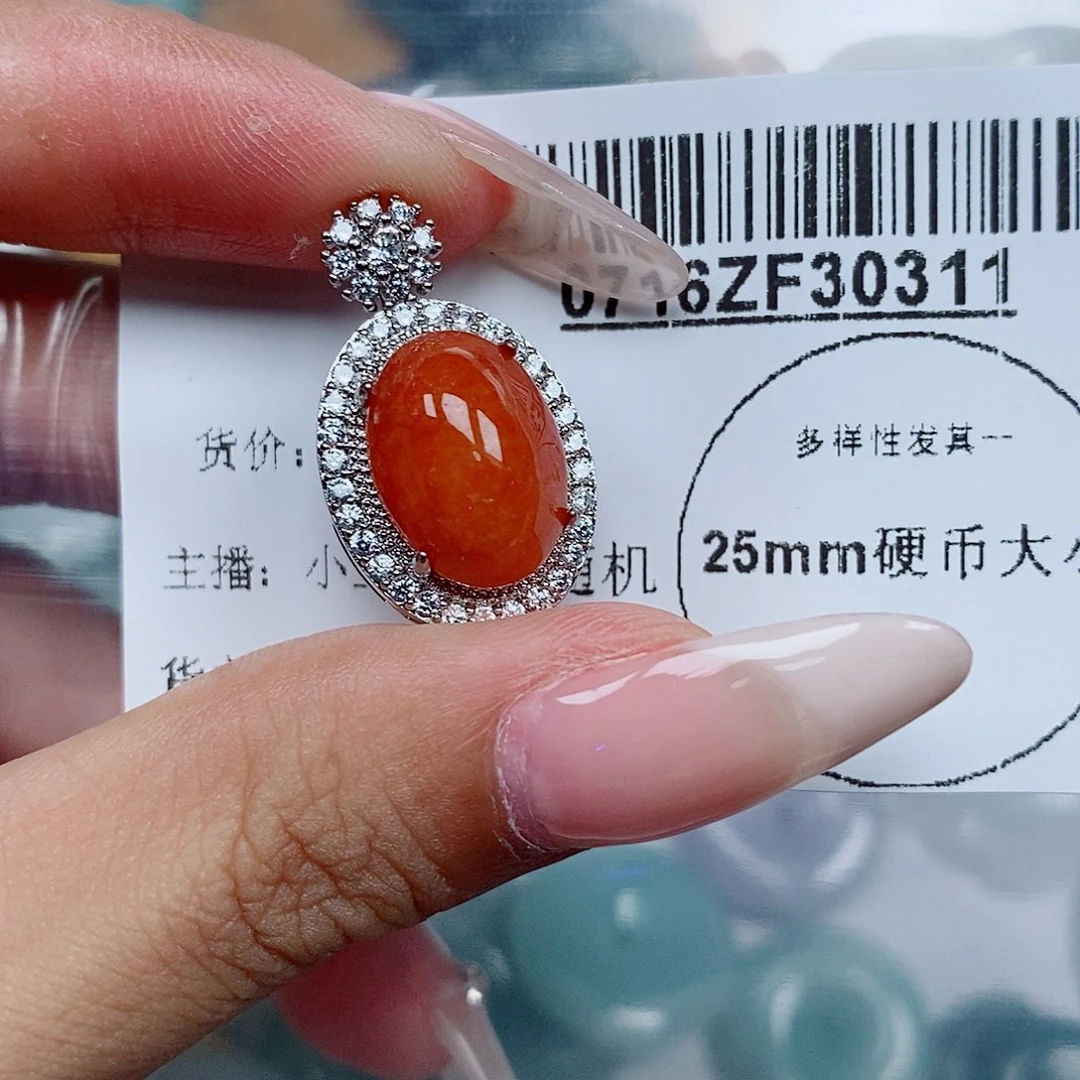 0716ZF30311
货价:
多样性发其一
25mm硬币大
主播: 小 随机